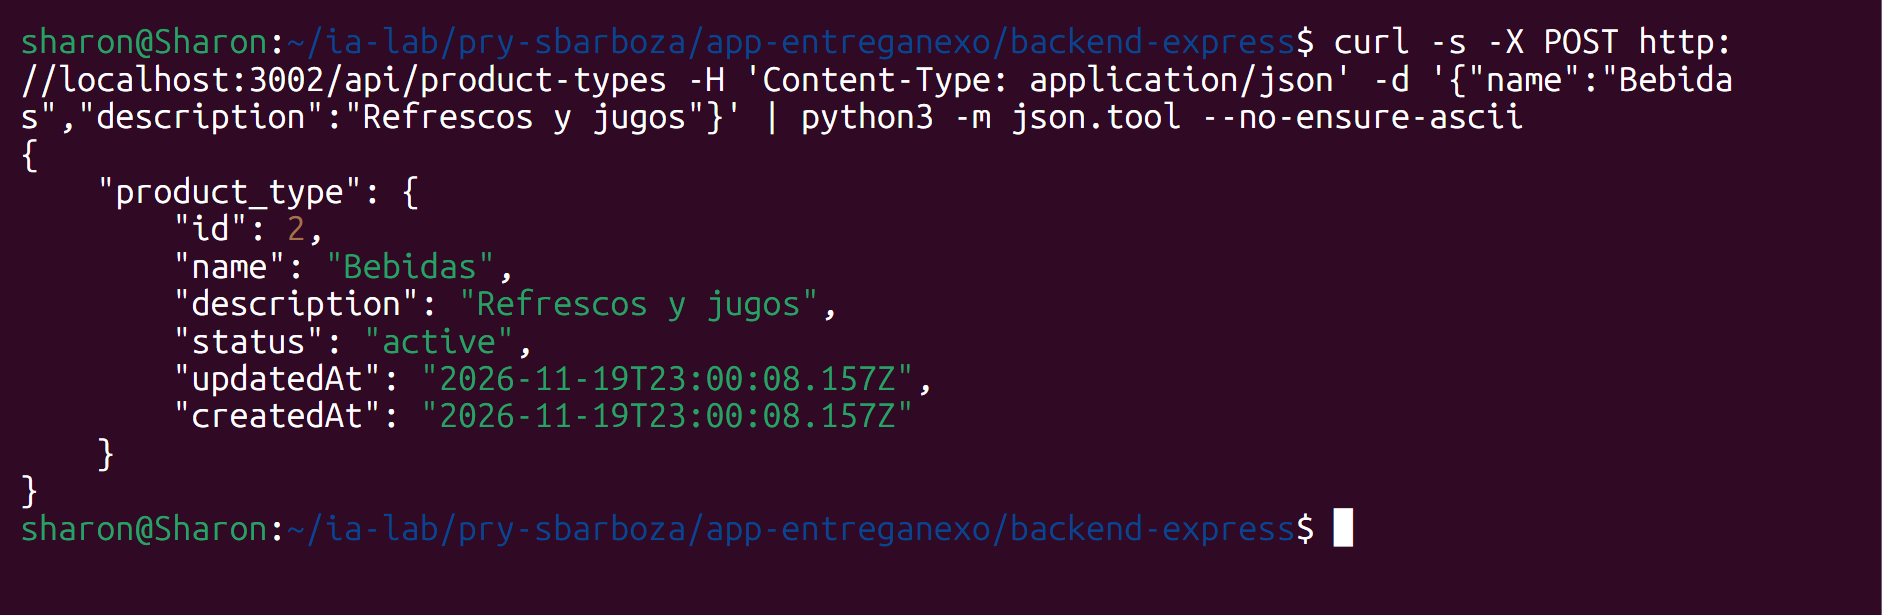 sharon@Sharon:~/ia-lab/pry-sbarboza/app-entreganexo/backend-express$ curl -s -X POST http:
//localhost:3002/api/product-types -H 'Content-Type: application/json' -d '{"name":"Bebida
s","description":"Refrescos y jugos"}' | python3 -m json.tool --no-ensure-ascii
{
    "product_type": {
        "id": 2,
        "name": "Bebidas",
        "description": "Refrescos y jugos",
        "status": "active",
        "updatedAt": "2026-11-19T23:00:08.157Z",
        "createdAt": "2026-11-19T23:00:08.157Z"
    }
}
sharon@Sharon:~/ia-lab/pry-sbarboza/app-entreganexo/backend-express$